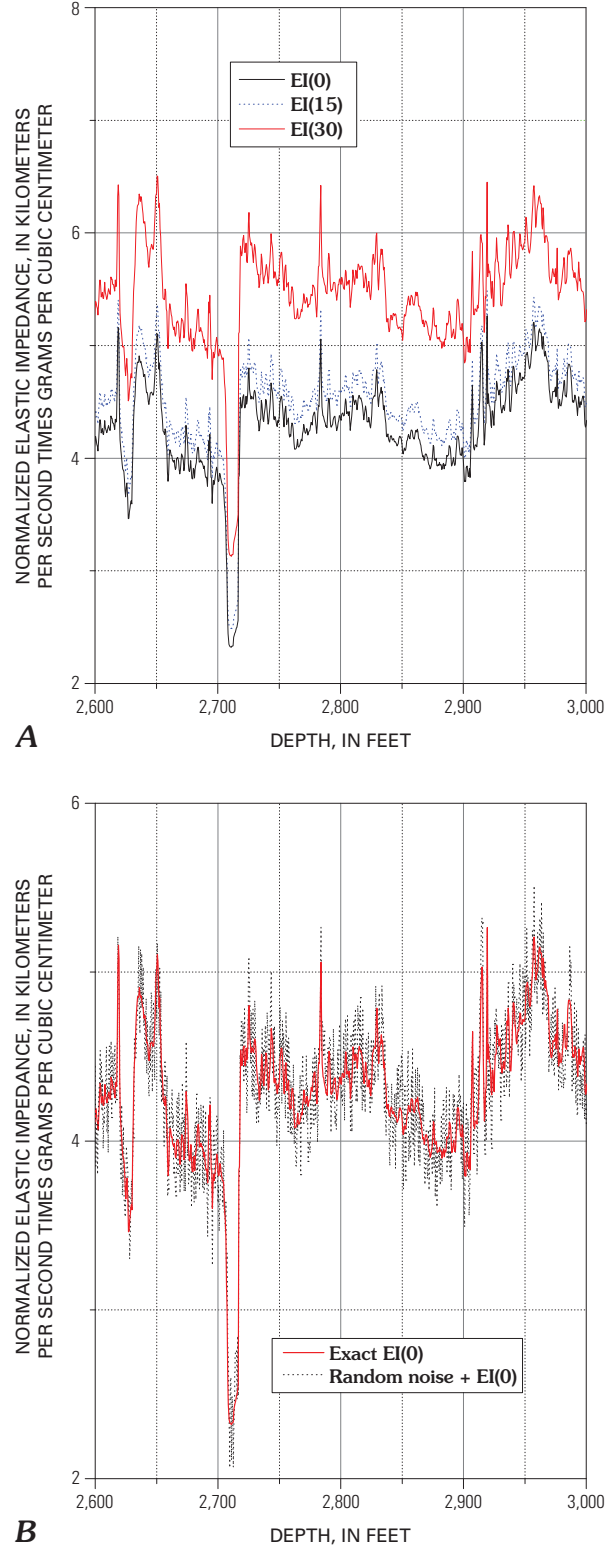 NORMALIZED ELASTIC IMPEDANCE, IN KILOMETERS
PER SECOND TIMES GRAMS PER CUBIC CENTIMETER
8
6
4
2
EI(0)
EI(15)
EI(30)
2,600
2,700
2,800
2,900
3,000
DEPTH, IN FEET
A
NORMALIZED ELASTIC IMPEDANCE, IN KILOMETERS
PER SECOND TIMES GRAMS PER CUBIC CENTIMETER
6
4
2
Exact EI(0)
Random noise + EI(0)
2,600
2,700
2,800
2,900
3,000
DEPTH, IN FEET
B